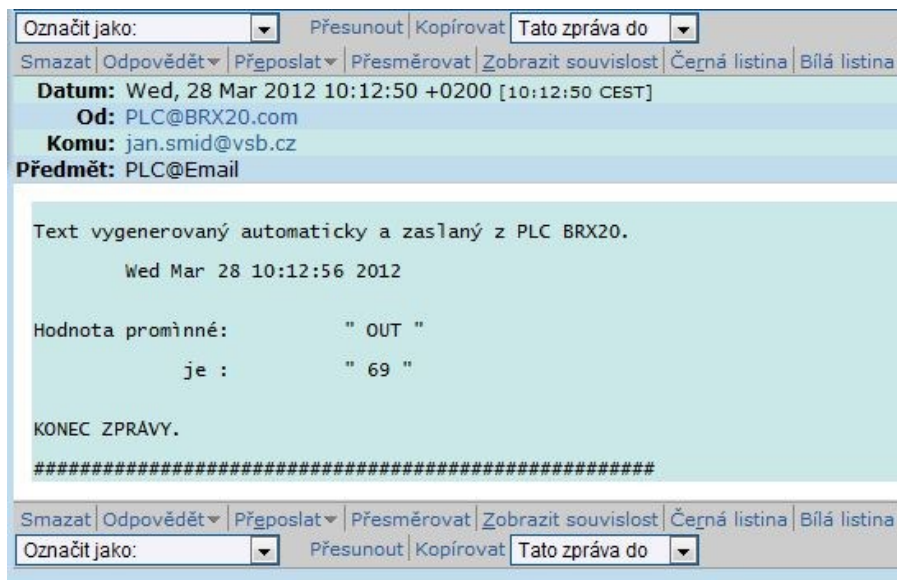 Označit jako: Přesunout Kopírovat Tato zpráva do
Smazat Odpovědět Přeposlat Přesměrovat Zobrazit souvislost Černá listina Bílá listina
Datum: Wed, 28 Mar 2012 10:12:50 +0200 [10:12:50 CEST]
Od: PLC@BRX20.com
Komu: jan.smid@vsb.cz
Předmět: PLC@Email
Text vygenerovaný automaticky a zaslaný z PLC BRX20.
Wed Mar 28 10:12:56 2012
Hodnota promìnné: " OUT "
je : " 69 "
KONEC ZPRÁVY.
######################################################
Smazat Odpovědět Přeposlat Přesměrovat Zobrazit souvislost Černá listina Bílá listina
Označit jako: Přesunout Kopírovat Tato zpráva do